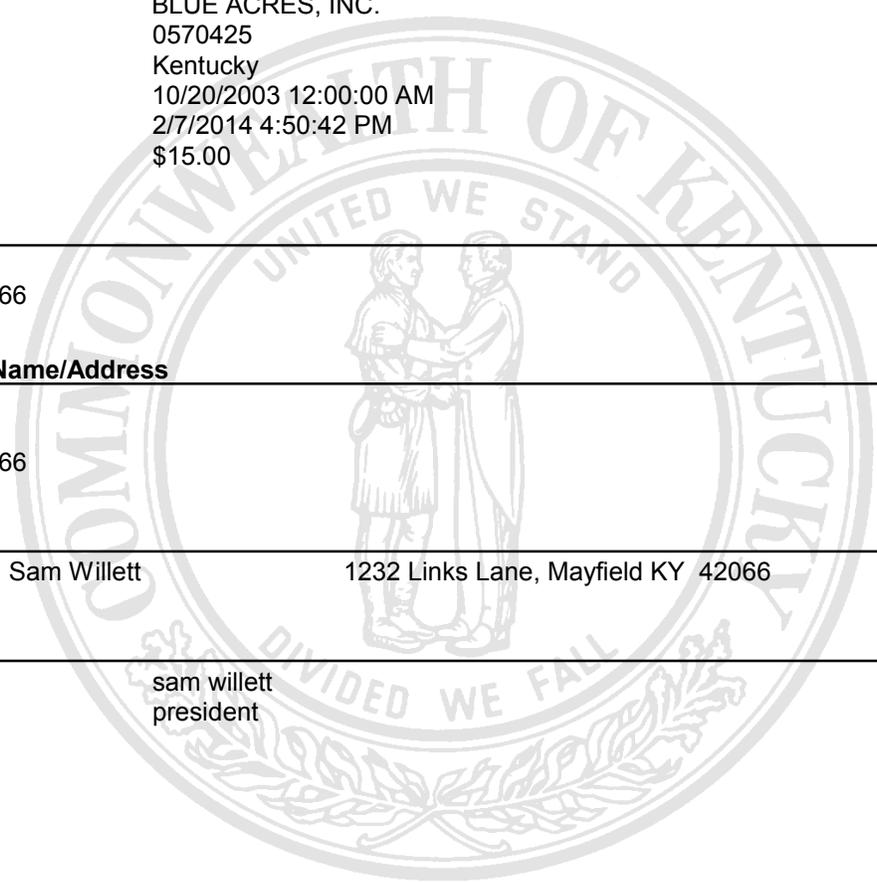 BLUE ACRES, INC.
0570425
Kentucky
10/20/2003 12:00:00 AM
2/7/2014 4:50:42 PM
$15.00
66
Name/Address
66
Sam Willett 1232 Links Lane, Mayfield KY 42066
sam willett
president
COMMONWEALTH OF KENTUCKY
UNITED WE STAND
DIVIDED WE FALL